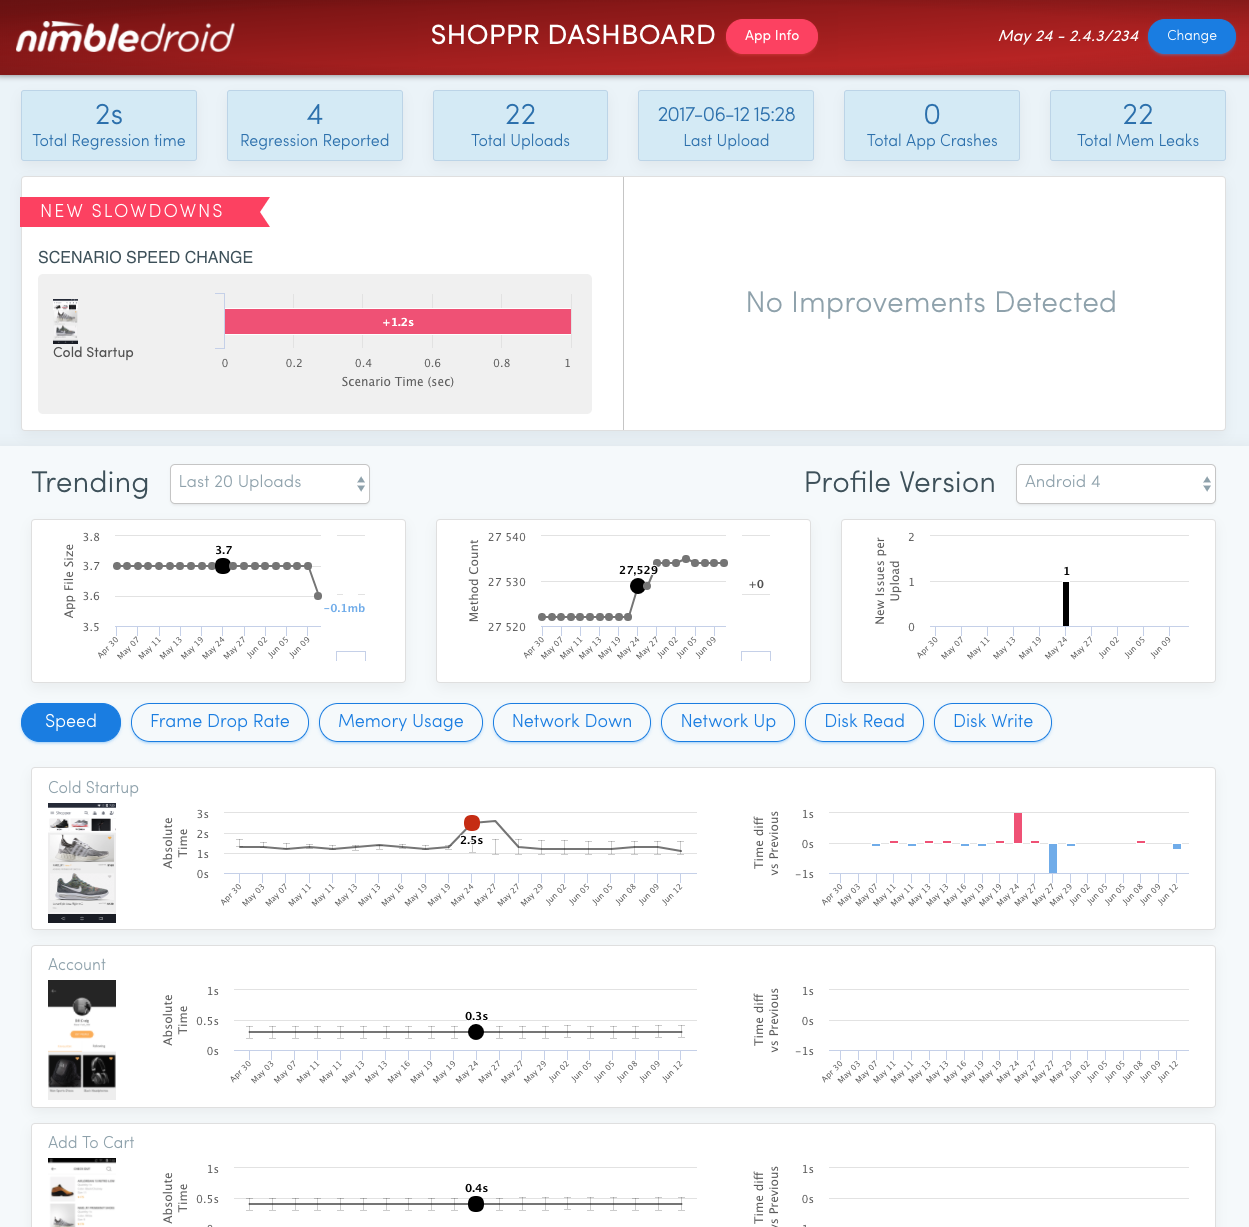 nimbledroid
SHOPPR DASHBOARD
App Info
May 24 - 2.4.3/234
Change
2s
Total Regression time
4
Regression Reported
22
Total Uploads
2017-06-12 15:28
Last Upload
0
Total App Crashes
22
Total Mem Leaks
NEW SLOWDOWNS
SCENARIO SPEED CHANGE
Cold Startup
+1.2s
0 0.2 0.4 0.6 0.8 1
Scenario Time (sec)
No Improvements Detected
Trending
Last 20 Uploads
Profile Version
Android 4
App File Size
3.8
3.7
3.6
3.5
3.7
-0.1mb
Apr 30 May 07 May 11 May 13 May 19 May 24 May 27 Jun 02 Jun 05 Jun 09
Method Count
27 540
27 530
27 520
27,529
+0
Apr 30 May 07 May 11 May 13 May 19 May 24 May 27 Jun 02 Jun 05 Jun 09
New Issues per
Upload
2
1
0
1
Apr 30 May 07 May 11 May 13 May 19 May 24 May 27 Jun 02 Jun 05 Jun 09
Speed
Frame Drop Rate
Memory Usage
Network Down
Network Up
Disk Read
Disk Write
Cold Startup
Absolute
Time
3s
2s
1s
0s
2.5s
Apr 30 May 03 May 07 May 11 May 11 May 13 May 13 May 16 May 19 May 19 May 24 May 27 May 27 May 29 Jun 02 Jun 05 Jun 05 Jun 08 Jun 09 Jun 12
Time diff
vs Previous
1s
0s
-1s
Apr 30 May 03 May 07 May 11 May 11 May 13 May 13 May 16 May 19 May 19 May 24 May 27 May 27 May 29 Jun 02 Jun 05 Jun 05 Jun 08 Jun 09 Jun 12
Account
Absolute
Time
1s
0.5s
0s
0.3s
Apr 30 May 03 May 07 May 11 May 11 May 13 May 13 May 16 May 19 May 19 May 24 May 27 May 27 May 29 Jun 02 Jun 05 Jun 05 Jun 08 Jun 09 Jun 12
Time diff
vs Previous
1s
0s
-1s
Apr 30 May 03 May 07 May 11 May 11 May 13 May 13 May 16 May 19 May 19 May 24 May 27 May 27 May 29 Jun 02 Jun 05 Jun 05 Jun 08 Jun 09 Jun 12
Add To Cart
Absolute
Time
1s
0.5s
0.4s
Time diff
vs Previous
1s
0s